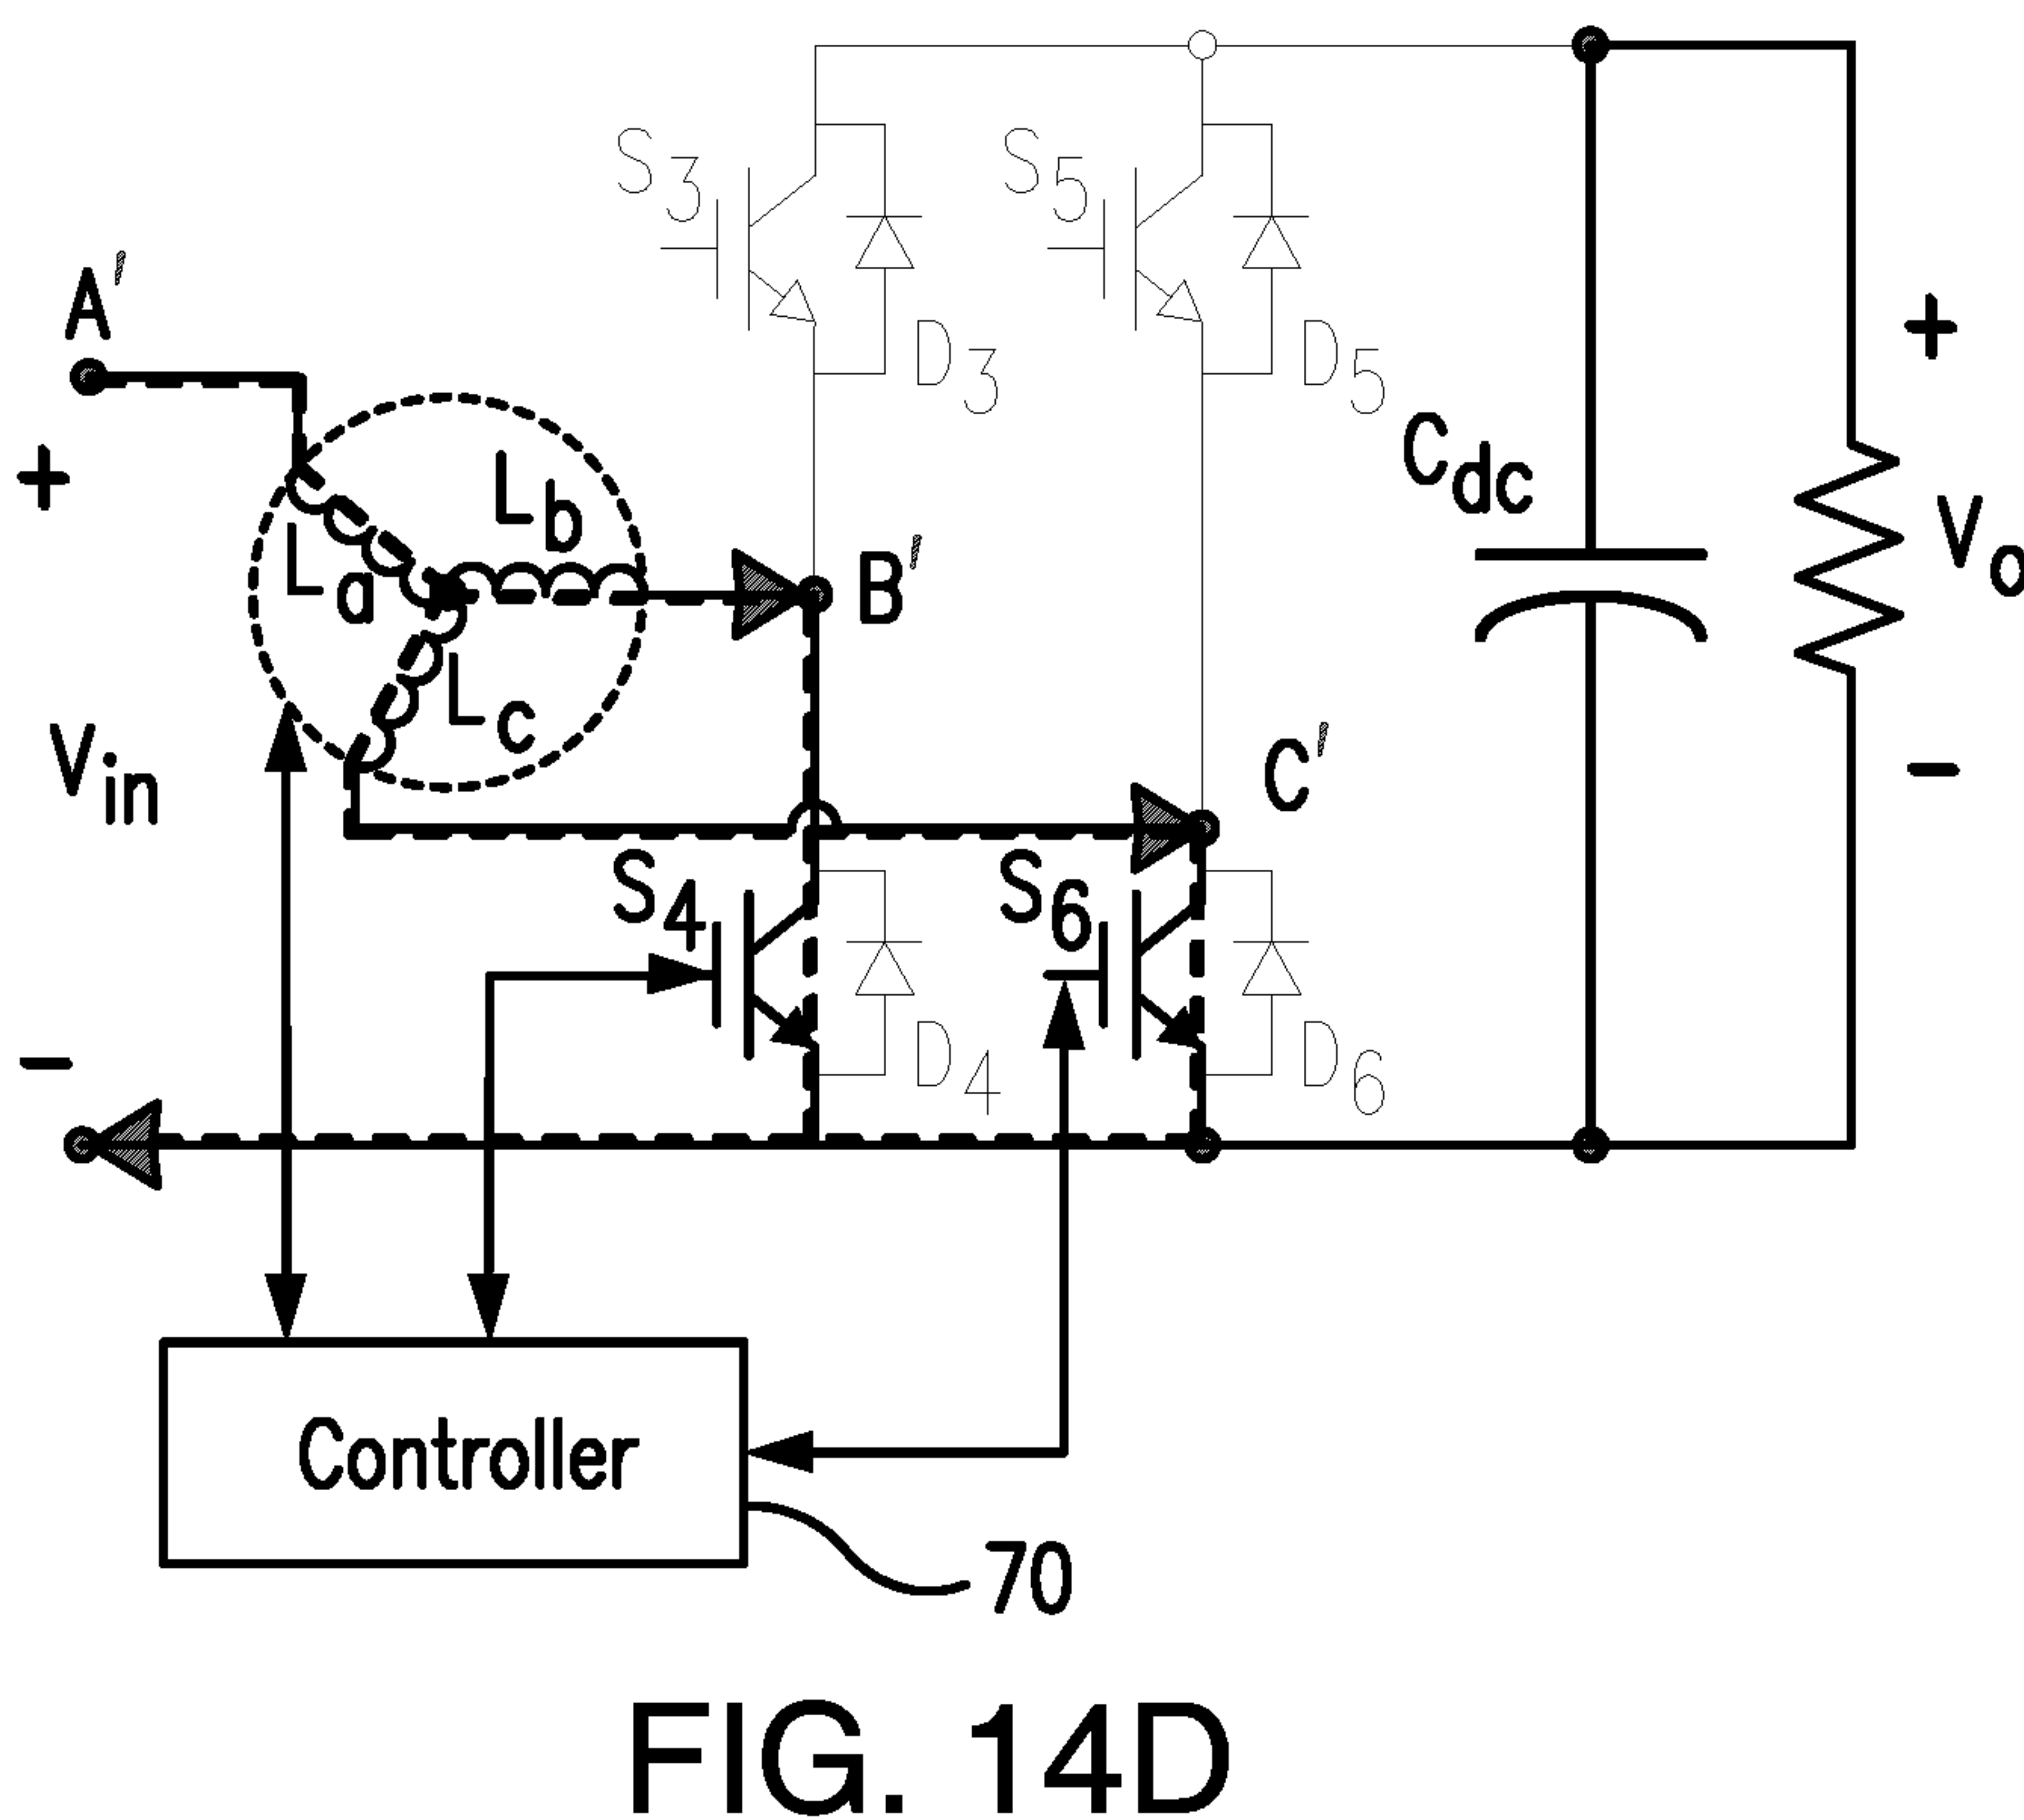 S3
S5
D3
D5
A'
+
+
Cdc
Lb
La
B'
Vo
Lc
Vin
C'
-
S4
S6
D4
D6
-
Controller
70
FIG. 14D